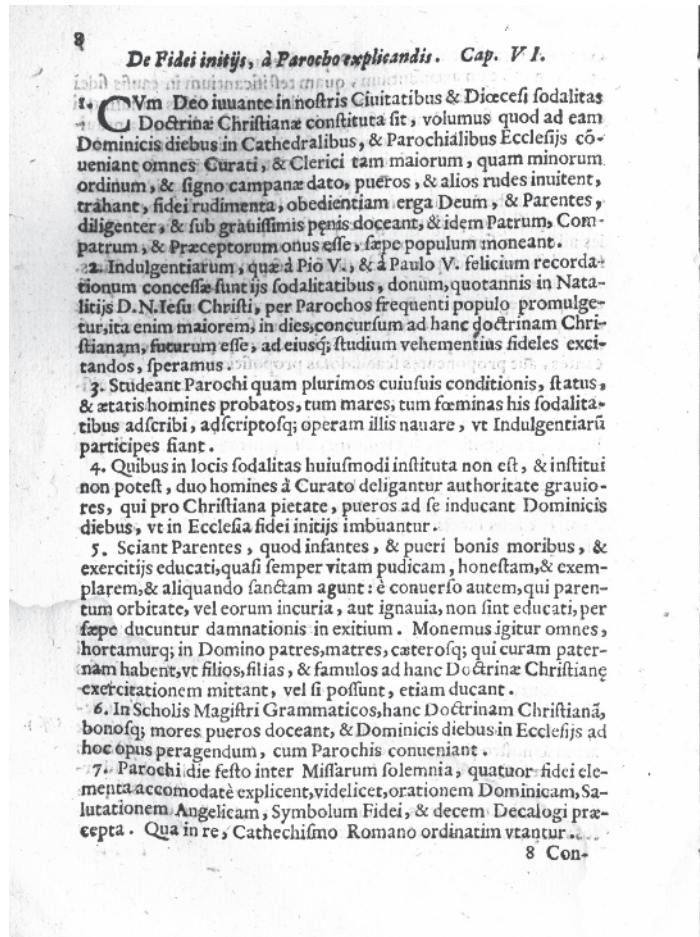 8
De Fidei initijs, à Parocho explicandis. Cap. VI.
1. CVm Deo iuuante in nostris Ciuitatibus & Diœcesi sodalitas
Doctrinæ Christianæ constituta sit, volumus quod ad eam
Dominicis diebus in Cathedralibus, & Parochialibus Ecclesijs cō-
ueniant omnes Curati, & Clerici tam maiorum, quam minorum
ordinum, & signo campanæ dato, pueros, & alios rudes inuitent,
trahant, fidei rudimenta, obedientiam erga Deum, & Parentes,
diligenter, & sub grauissimis pęnis doceant, & idem Patrum, Com-
patrum, & Præceptorum onus esse, sæpe populum moneant.
2. Indulgentiarum, quæ à Pio V., & à Paulo V. felicium recorda-
tionum concessæ sunt ijs sodalitatibus, donum, quotannis in Nata-
litijs D.N.Iesu Christi, per Parochos frequenti populo promulge-
tur, ita enim maiorem, in dies, concursum ad hanc doctrinam Chri-
stianam, futurum esse, ad eiusq; studium vehementius fideles exci-
tandos, speramus.
3. Studeant Parochi quam plurimos cuiusuis conditionis, status,
& ætatis homines probatos, tum mares, tum fœminas his sodalita-
tibus adscribi, adscriptosq; operam illis nauare, vt Indulgentiarū
participes fiant.
4. Quibus in locis sodalitas huiusmodi instituta non est, & institui
non potest, duo homines à Curato deligantur authoritate grauio-
res, qui pro Christiana pietate, pueros ad se inducant Dominicis
diebus, vt in Ecclesia fidei initijs imbuantur.
5. Sciant Parentes, quod infantes, & pueri bonis moribus, &
exercitijs educati, quasi semper vitam pudicam, honestam, & exem-
plarem, & aliquando sanctam agunt: è conuerso autem, qui paren-
tum orbitate, vel eorum incuria, aut ignauia, non sint educati, per
sæpe ducuntur damnationis in exitium. Monemus igitur omnes,
hortamurq; in Domino patres, matres, cæterosq; qui curam pater-
nam habent, vt filios, filias, & famulos ad hanc Doctrinæ Christianę
exercitationem mittant, vel si possunt, etiam ducant.
6. In Scholis Magistri Grammaticos, hanc Doctrinam Christianā,
bonosq; mores pueros doceant, & Dominicis diebus in Ecclesijs ad
hoc opus peragendum, cum Parochis conueniant.
7. Parochi die festo inter Missarum solemnia, quatuor fidei ele-
menta accomodatè explicent, videlicet, orationem Dominicam, Sa-
lutationem Angelicam, Symbolum Fidei, & decem Decalogi præ-
cepta. Qua in re, Cathechismo Romano ordinatim vtantur.
8 Con-